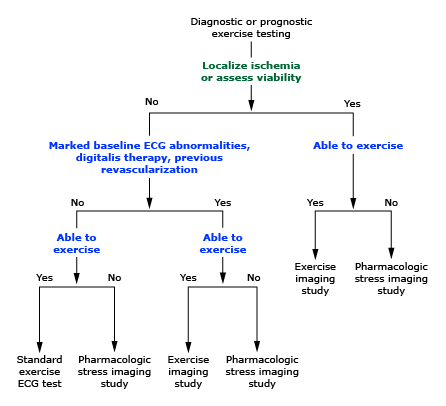 Diagnostic or prognostic
exercise testing
Localize ischemia
or assess viability
No
Yes
Marked baseline ECG abnormalities,
digitalis therapy, previous
revascularization
Able to exercise
No
Yes
Yes
No
Able to
exercise
Able to
exercise
Exercise
imaging
study
Pharmacologic
stress imaging
study
Yes
No
Yes
No
Standard
exercise
ECG test
Pharmacologic
stress imaging
study
Exercise
imaging
study
Pharmacologic
stress imaging
study